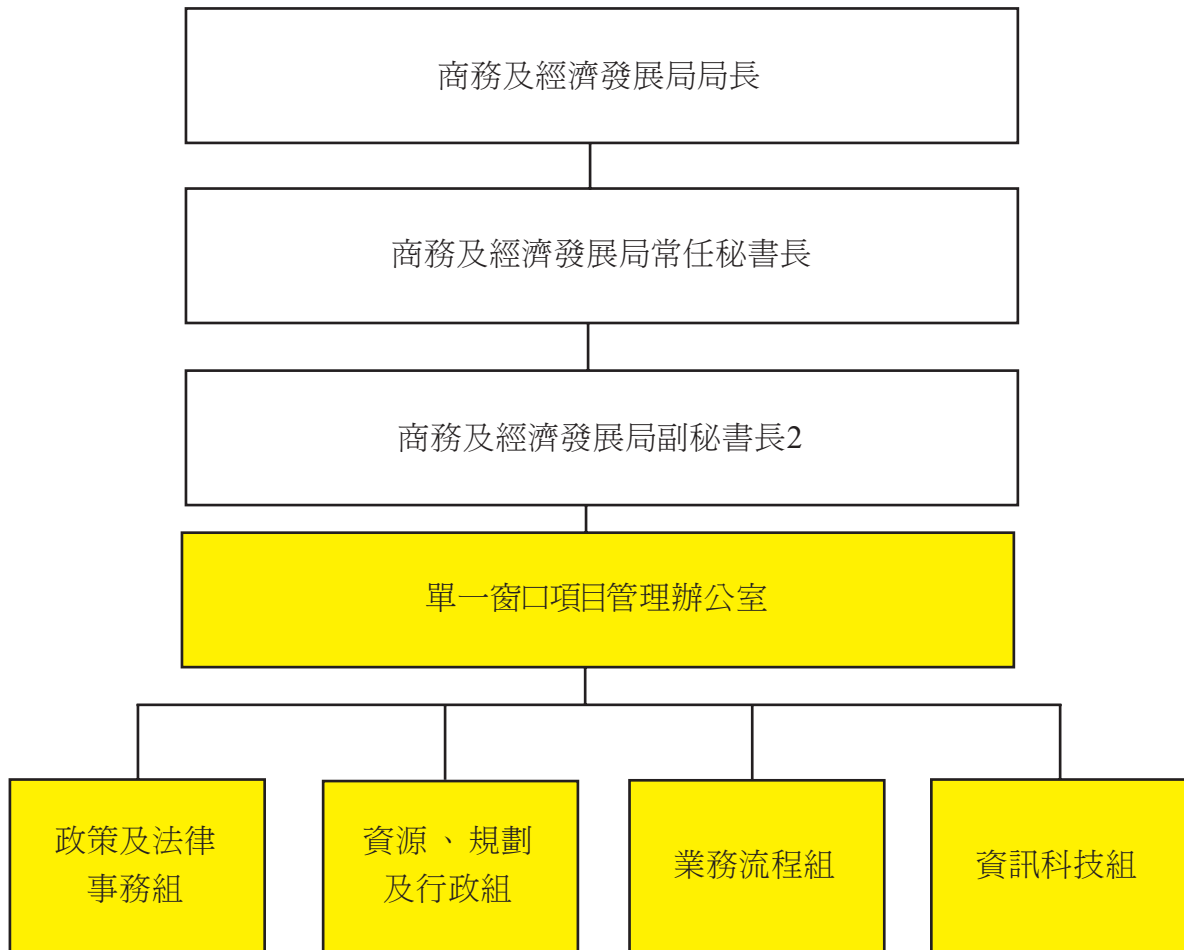 商務及經濟發展局局長
商務及經濟發展局常任秘書長
商務及經濟發展局副秘書長2
單一窗口項目管理辦公室
政策及法律
事務組
資源、規劃
及行政組
業務流程組
資訊科技組